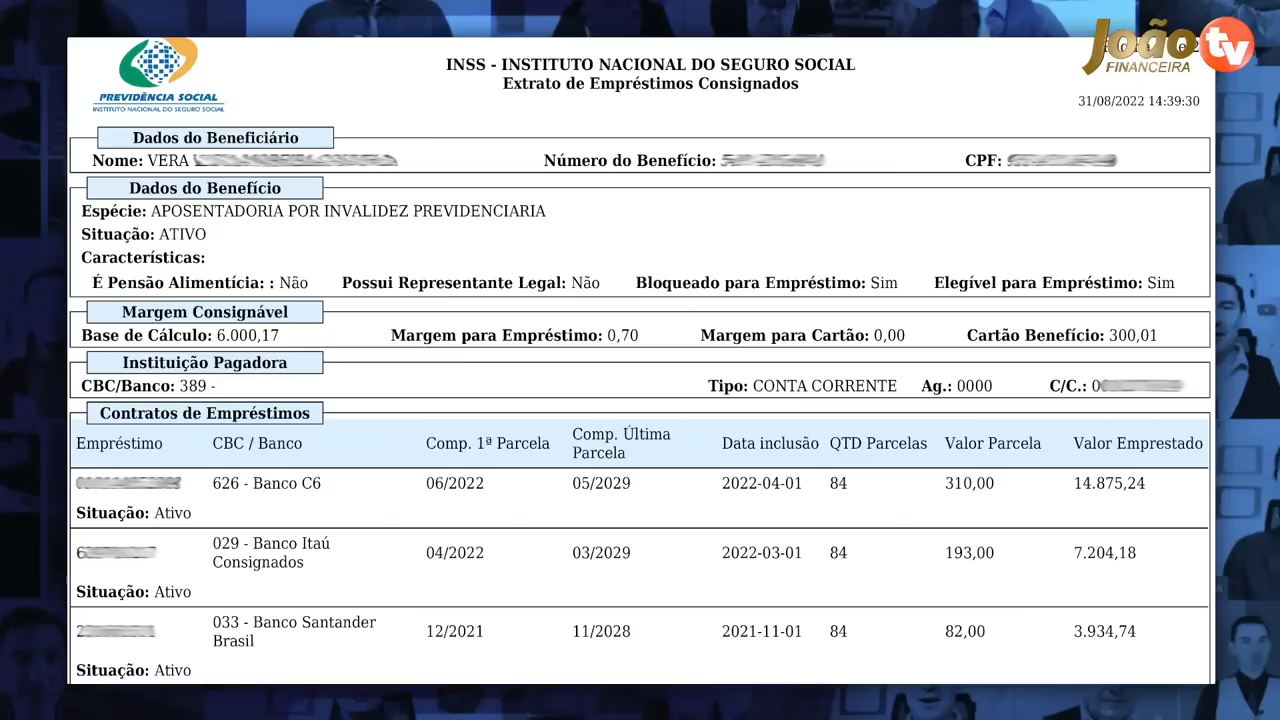 João
FINANCEIRA
tv
INSS - INSTITUTO NACIONAL DO SEGURO SOCIAL
Extrato de Empréstimos Consignados
PREVIDÊNCIA SOCIAL
INSTITUTO NACIONAL DO SEGURO SOCIAL
31/08/2022 14:39:30
Dados do Beneficiário
Nome: VERA Número do Benefício: CPF:
Dados do Benefício
Espécie: APOSENTADORIA POR INVALIDEZ PREVIDENCIARIA
Situação: ATIVO
Características:
É Pensão Alimentícia: : Não Possui Representante Legal: Não Bloqueado para Empréstimo: Sim Elegível para Empréstimo: Sim
Margem Consignável
Base de Cálculo: 6.000,17 Margem para Empréstimo: 0,70 Margem para Cartão: 0,00 Cartão Benefício: 300,01
Instituição Pagadora
CBC/Banco: 389 - Tipo: CONTA CORRENTE Ag.: 0000 C/C.: 0
Contratos de Empréstimos
Empréstimo CBC / Banco Comp. 1ª Parcela Comp. Última Parcela Data inclusão QTD Parcelas Valor Parcela Valor Emprestado
626 - Banco C6 06/2022 05/2029 2022-04-01 84 310,00 14.875,24
Situação: Ativo
6 029 - Banco Itaú Consignados 04/2022 03/2029 2022-03-01 84 193,00 7.204,18
Situação: Ativo
2 033 - Banco Santander Brasil 12/2021 11/2028 2021-11-01 84 82,00 3.934,74
Situação: Ativo